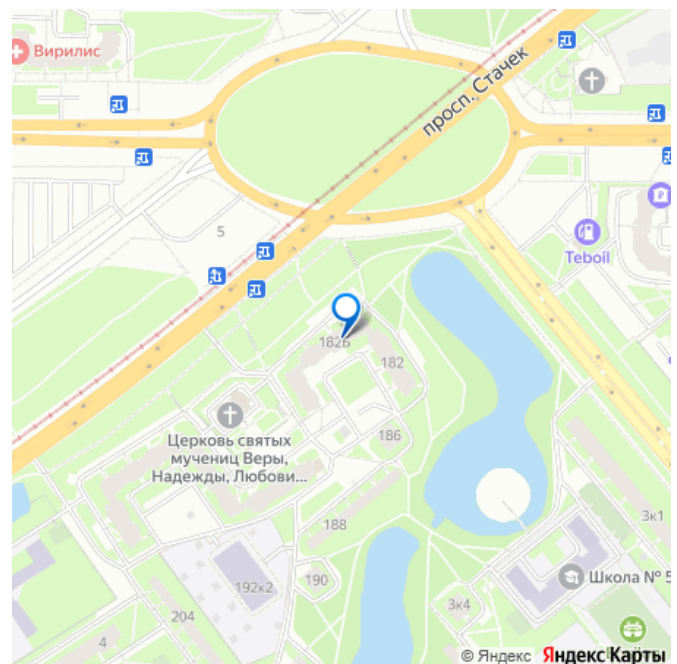 Вирилис
просп. Стачек
5
Teboil
182Б
182
Церковь святых
мучениц Веры,
Надежды, Любови...
186
188
3к1
190
192к2
Школа № 5
204
3к4
4
© Яндекс Яндекс Карты